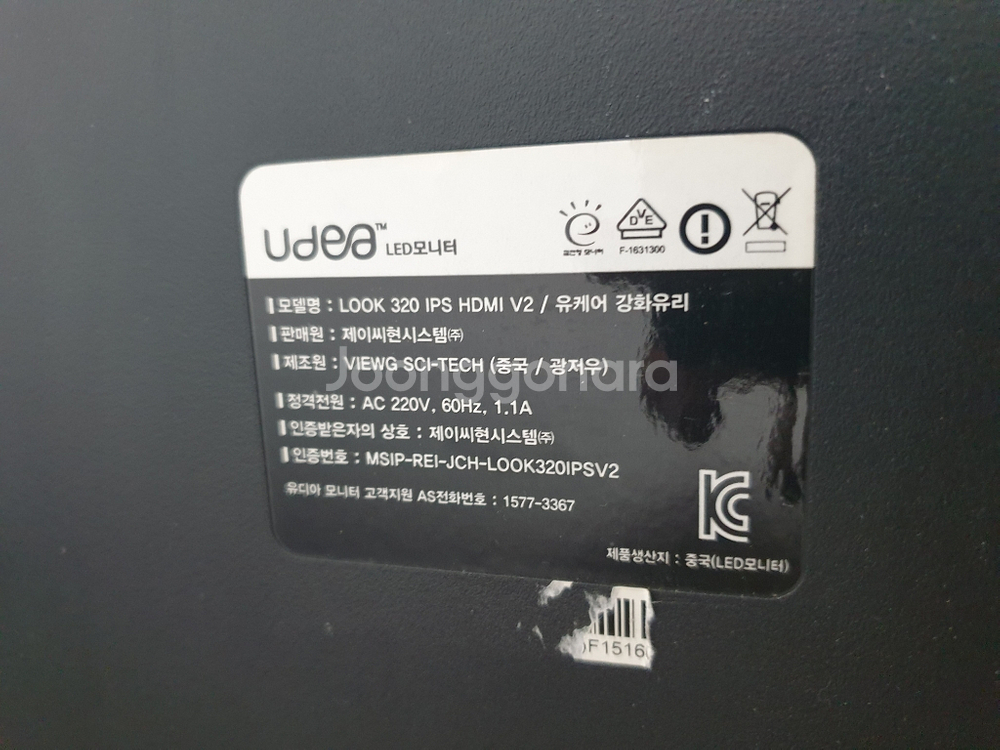 udea™ LED모니터
DVE
F-1631300
모델명 : LOOK 320 IPS HDMI V2 / 유케어 강화유리
판매원 : 제이씨현시스템㈜
제조원 : VIEWG SCI-TECH (중국 / 광저우)
Joonggonara
정격전원 : AC 220V, 60Hz, 1.1A
인증받은자의 상호 : 제이씨현시스템㈜
인증번호 : MSIP-REI-JCH-LOOK320IPSV2
유디아 모니터 고객지원 AS전화번호 : 1577-3367
KC
제품생산지 : 중국(LED모니터)
F1516